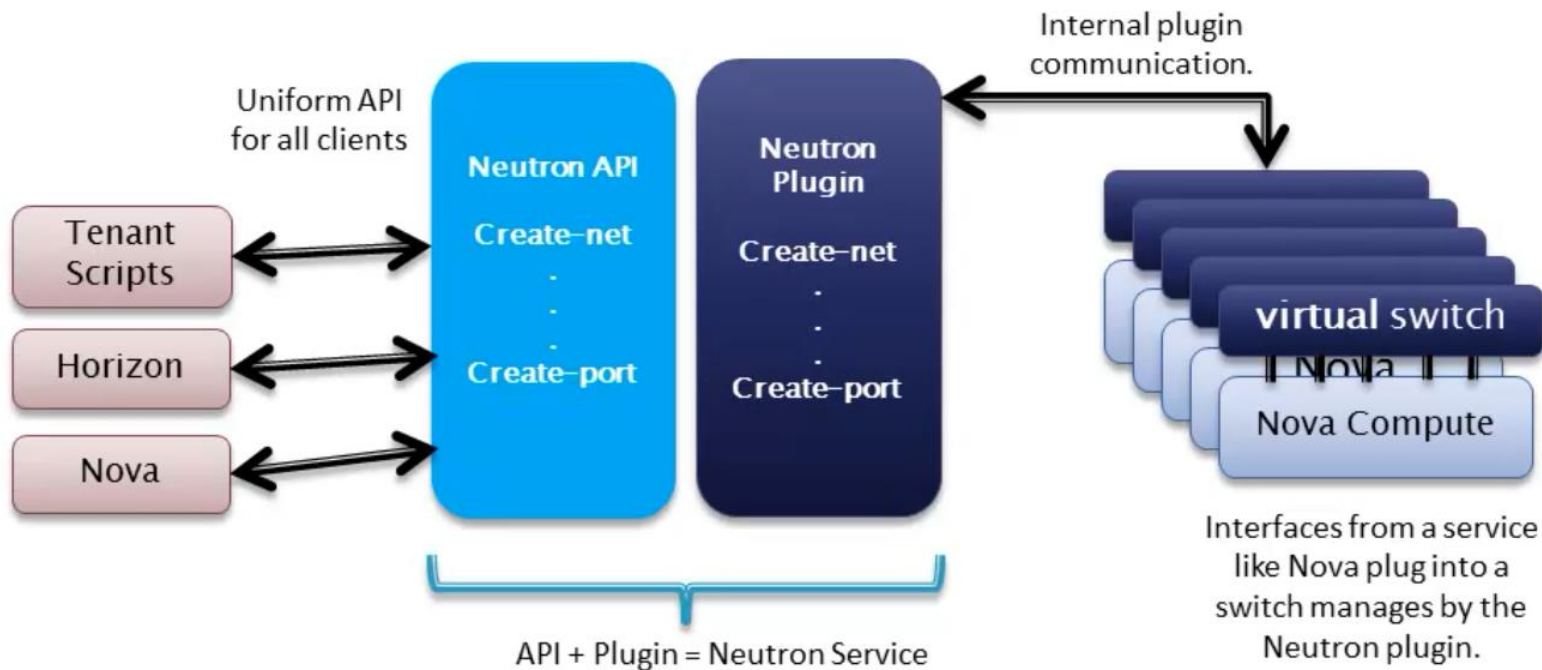 Uniform API
for all clients
Tenant
Scripts
Horizon
Nova
Neutron API
Create-net
.
.
.
Create-port
Neutron
Plugin
Create-net
.
.
.
Create-port
API + Plugin = Neutron Service
Internal plugin
communication.
virtual switch
Nova
Nova Compute
Interfaces from a service
like Nova plug into a
switch manages by the
Neutron plugin.